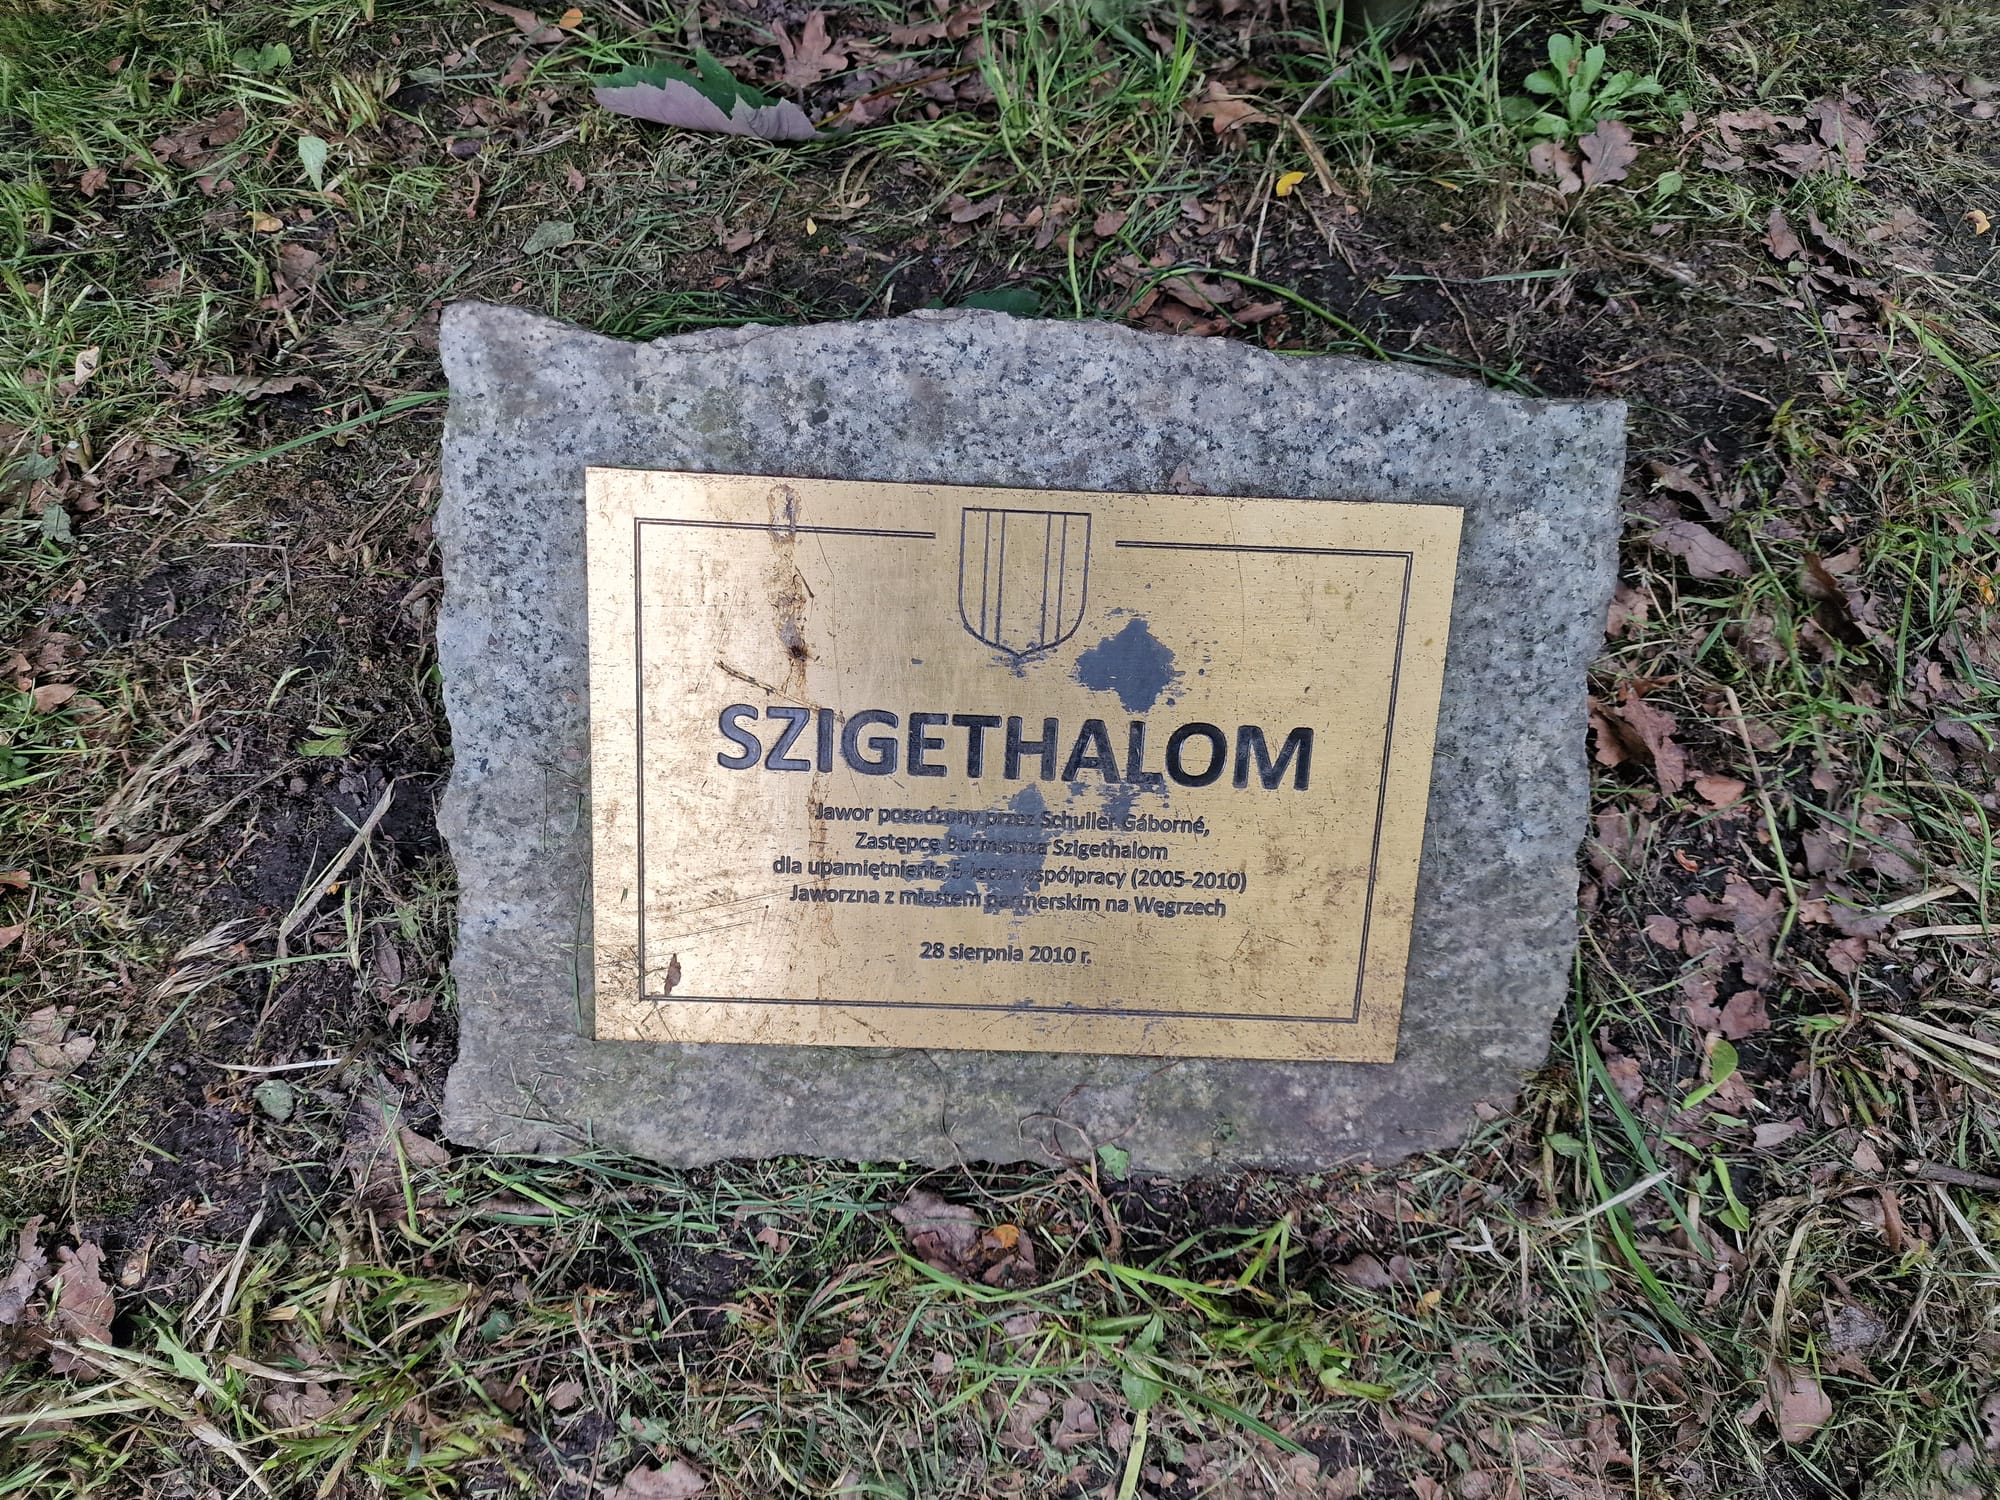 SZIGETHALOM
Jawor posadzony przez Schuller Gáborné,
Zastępcę Burmistrza Szigethalom
dla upamiętnienia 5-lecia współpracy (2005-2010)
Jaworzna z miastem partnerskim na Węgrzech
28 sierpnia 2010 r.